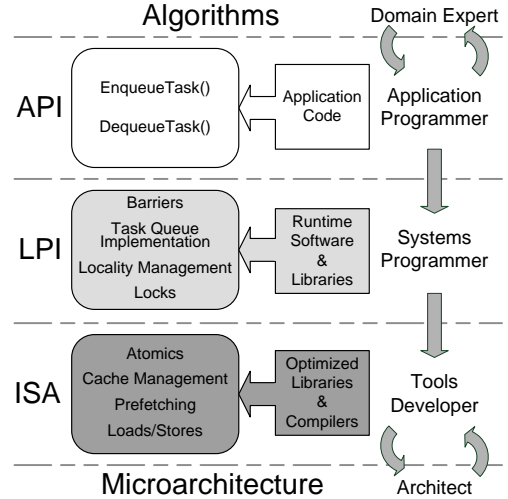 Algorithms
Domain Expert
API
EnqueueTask()
DequeueTask()
Application
Code
Application
Programmer
LPI
Barriers
Task Queue
Implementation
Locality Management
Locks
Runtime
Software
&
Libraries
Systems
Programmer
ISA
Atomics
Cache Management
Prefetching
Loads/Stores
Optimized
Libraries
&
Compilers
Tools
Developer
Microarchitecture
Architect